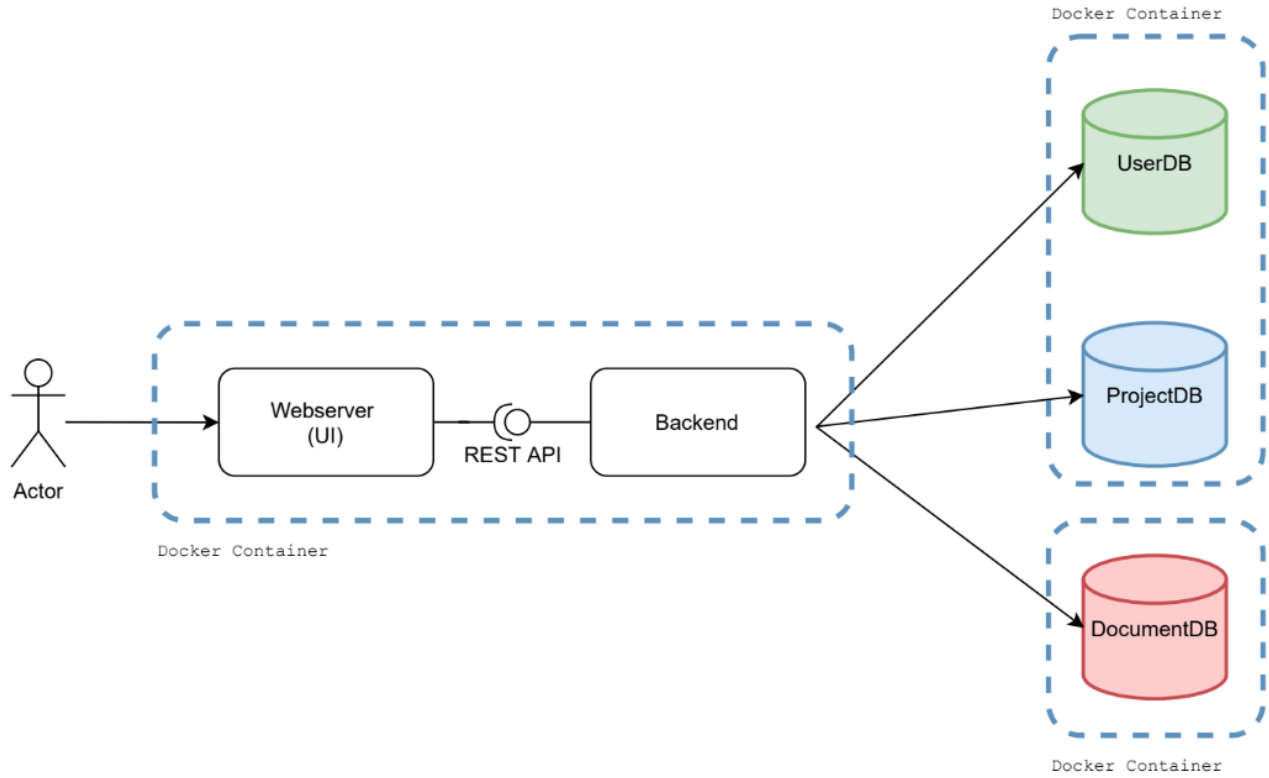 Docker Container
UserDB
ProjectDB
Webserver
(UI)
REST API
Backend
Actor
Docker Container
DocumentDB
Docker Container